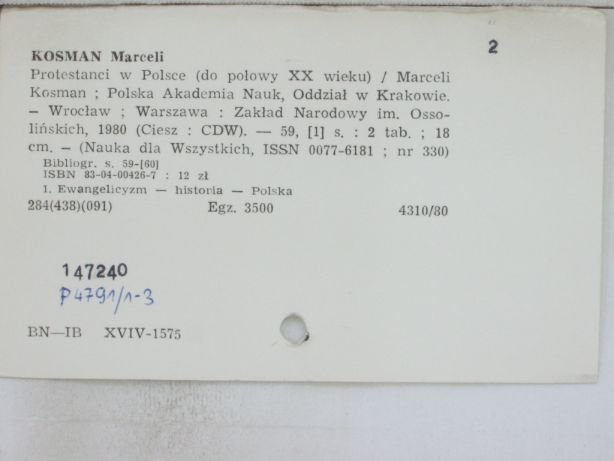 2
KOSMAN Marceli
Protestanci w Polsce (do połowy XX wieku) / Marceli
Kosman ; Polska Akademia Nauk, Oddział w Krakowie.
— Wrocław ; Warszawa : Zakład Narodowy im. Osso-
lińskich, 1980 (Ciesz : CDW). — 59, [1] s. : 2 tab. ; 18
cm. — (Nauka dla Wszystkich, ISSN 0077-6181 ; nr 330)
Bibliogr. s. 59-[60]
ISBN 83-04-00426-7 : 12 zł
1. Ewangelicyzm — historia — Polska
284(438)(091) Egz. 3500 4310/80
147240
P4791/1-3
BN—IB XVIV-1575